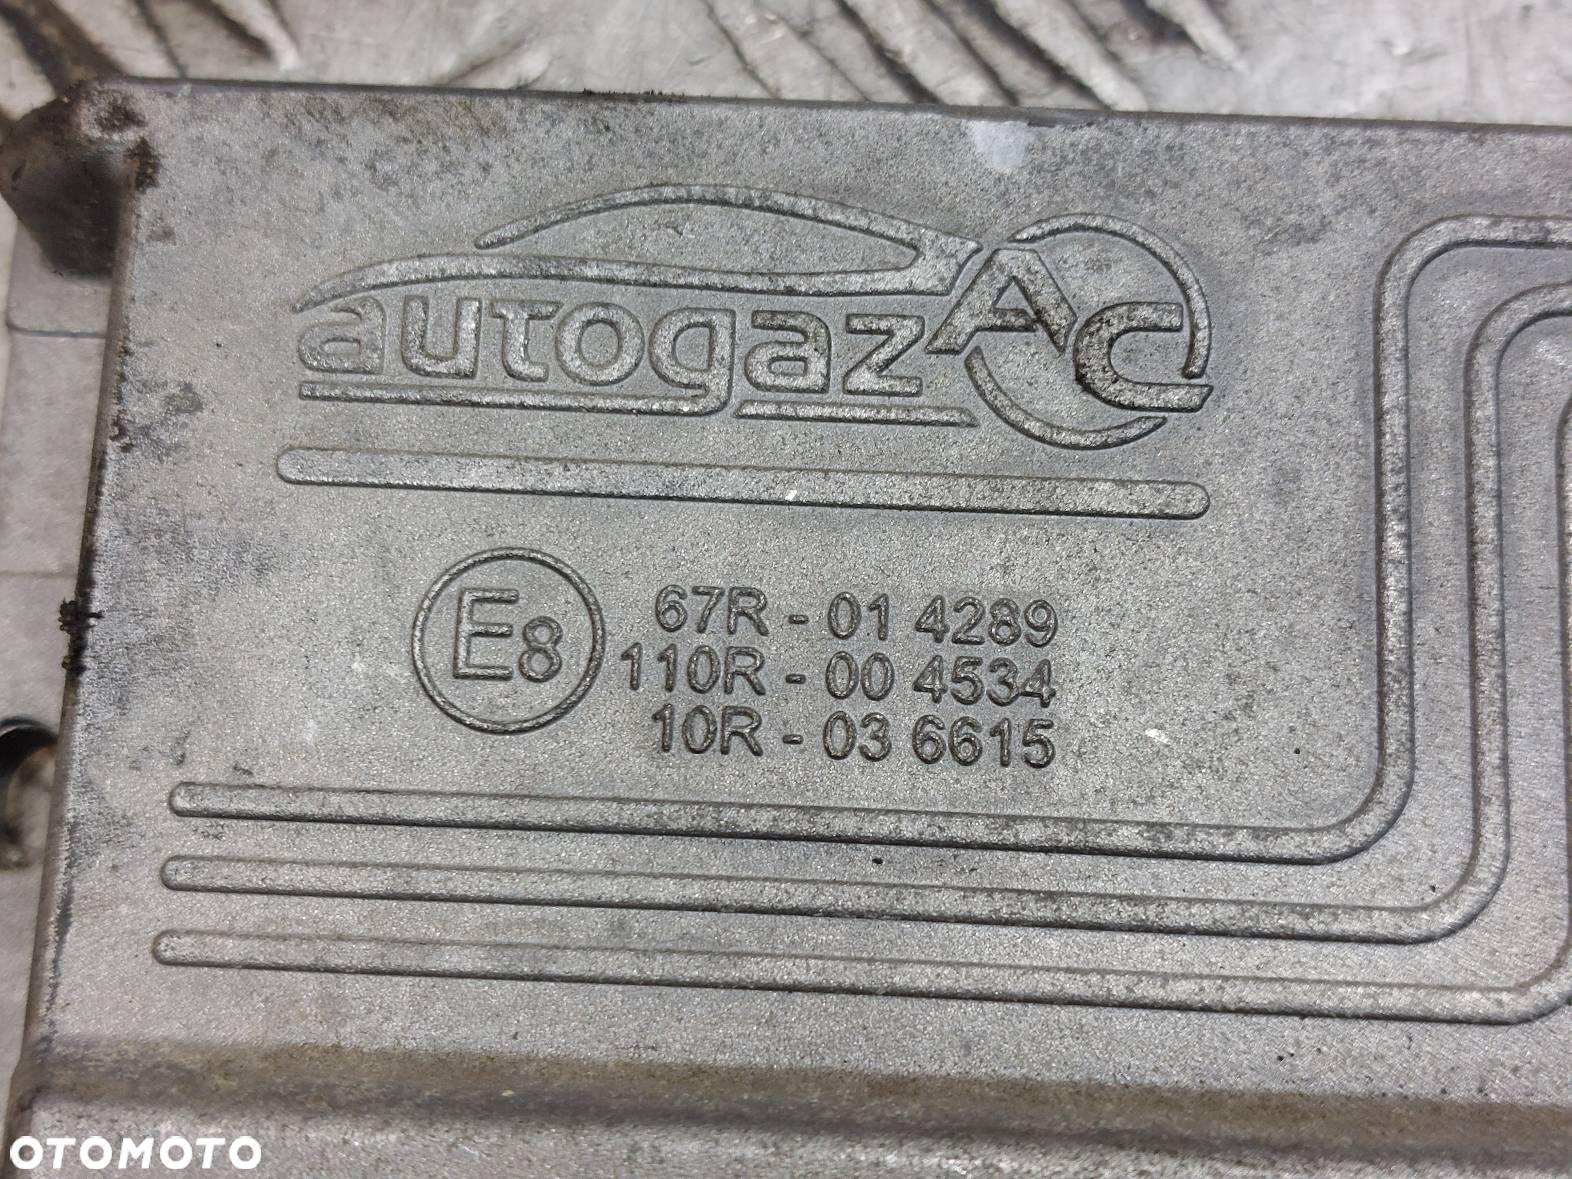 autogaz AC
E8
67R - 01 4289
110R - 00 4534
10R - 03 6615
OTOMOTO